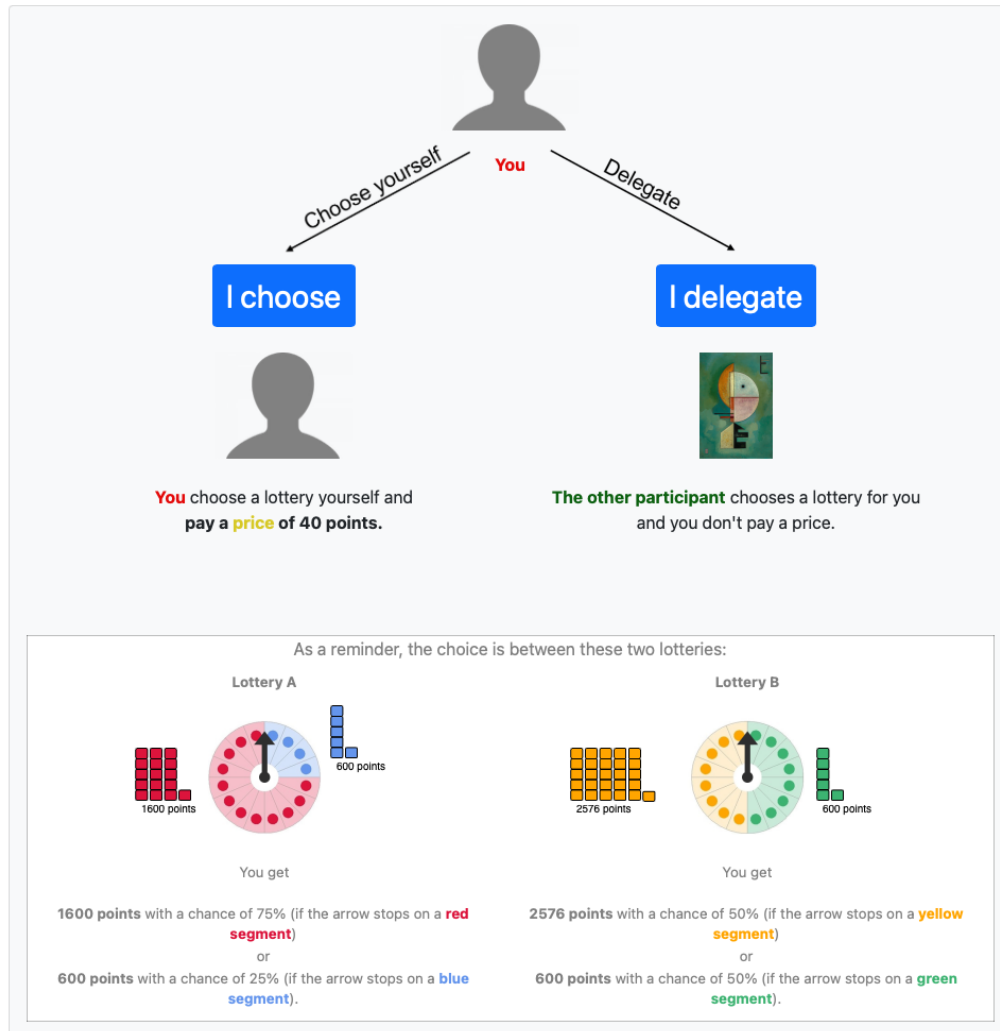 You
Choose yourself
Delegate
I choose
I delegate
E
E
You choose a lottery yourself and
pay a price of 40 points.
The other participant chooses a lottery for you
and you don't pay a price.
As a reminder, the choice is between these two lotteries:
Lottery A
Lottery B
600 points
1600 points
2576 points
600 points
You get
You get
1600 points with a chance of 75% (if the arrow stops on a red
segment)
or
600 points with a chance of 25% (if the arrow stops on a blue
segment).
2576 points with a chance of 50% (if the arrow stops on a yellow
segment)
or
600 points with a chance of 50% (if the arrow stops on a green
segment).